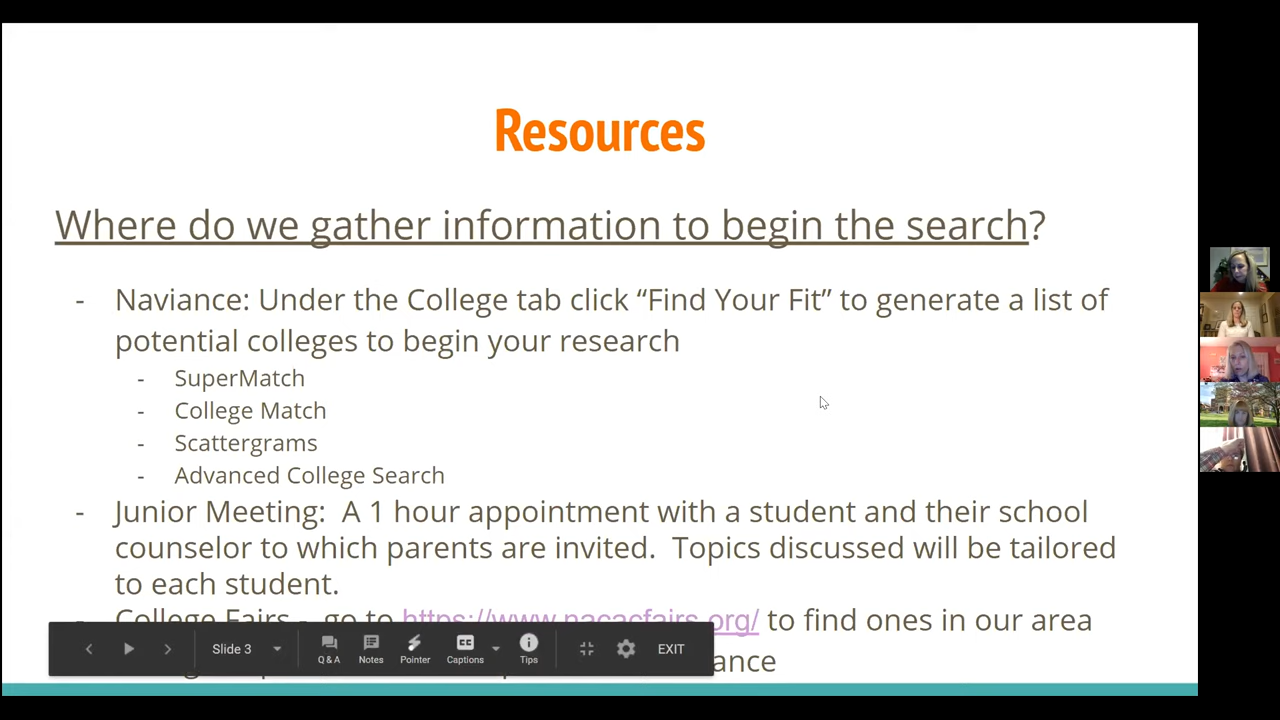 Resources
Where do we gather information to begin the search?
- Naviance: Under the College tab click “Find Your Fit” to generate a list of
potential colleges to begin your research
- SuperMatch
- College Match
- Scattergrams
- Advanced College Search
- Junior Meeting: A 1 hour appointment with a student and their school
counselor to which parents are invited. Topics discussed will be tailored
to each student.
- College Fairs - go to https://www.nacacfairs.org/ to find ones in our area
Slide 3
Q & A
Notes
Pointer
Captions
Tips
EXIT